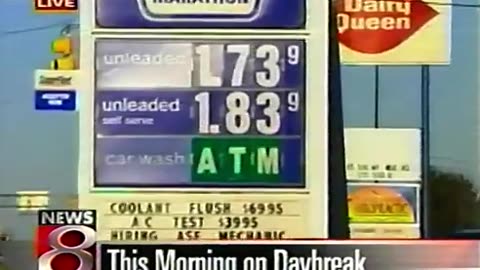 LIVE
MARATHON
Dairy
Queen
unleaded 1.73 9
unleaded
self serve 1.83 9
car wash ATM
COOLANT FLUSH $6995
AC TEST $3995
HIRING ASE MECHANIC
NEWS
8
This Morning on Daybreak